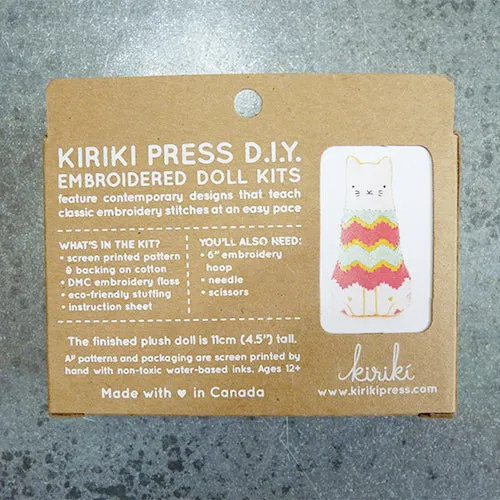 KIRIKI PRESS D.I.Y.
EMBROIDERED DOLL KITS
feature contemporary designs that teach
classic embroidery stitches at an easy pace
WHAT'S IN THE KIT?
• screen printed pattern
& backing on cotton
• DMC embroidery floss
• eco-friendly stuffing
• instruction sheet
YOU'LL ALSO NEED:
• 6" embroidery
hoop
• needle
• scissors
The finished plush doll is 11cm (4.5") tall.
All patterns and packaging are screen printed by
hand with non-toxic water-based inks. Ages 12+
Made with ♥ in Canada
kiriki
www.kirikipress.com